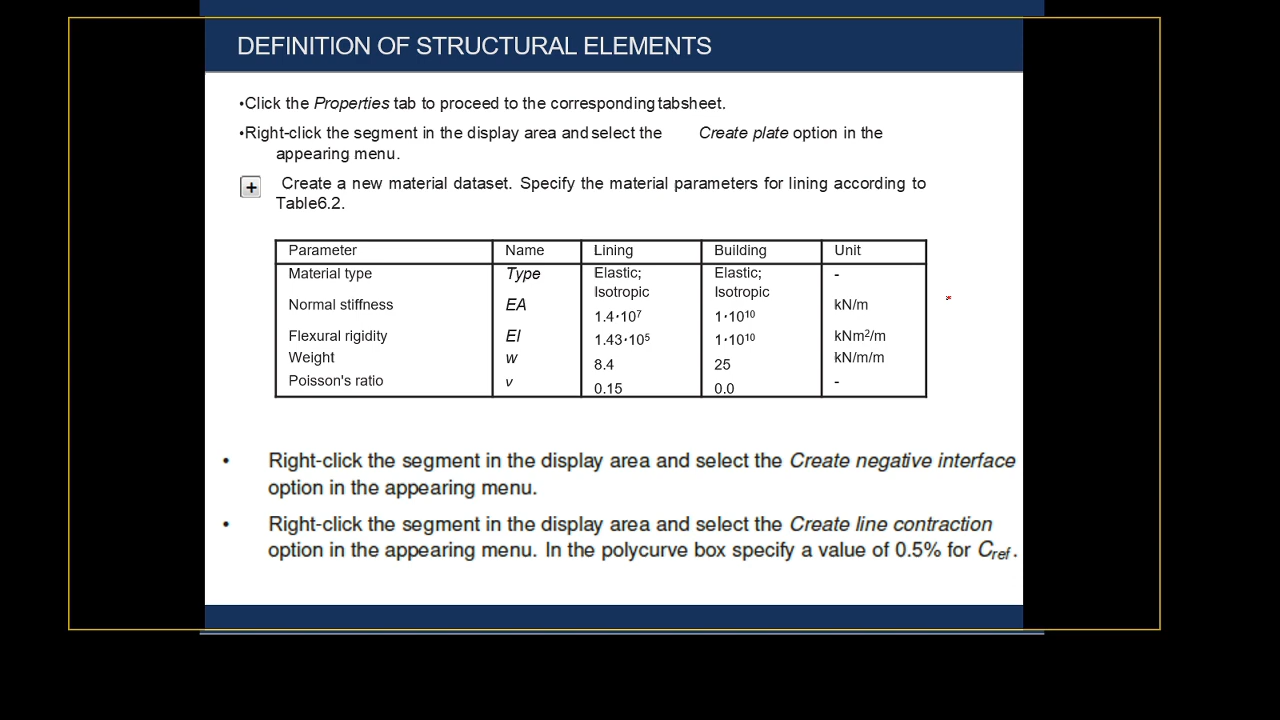 DEFINITION OF STRUCTURAL ELEMENTS
•Click the Properties tab to proceed to the corresponding tabsheet.
•Right-click the segment in the display area and select the Create plate option in the
appearing menu.
+ Create a new material dataset. Specify the material parameters for lining according to
Table6.2.
Parameter Name Lining Building Unit
Material type Type Elastic; Isotropic Elastic; Isotropic -
Normal stiffness EA 1.4·10⁷ 1·10¹⁰ kN/m
Flexural rigidity EI 1.43·10⁵ 1·10¹⁰ kNm²/m
Weight w 8.4 25 kN/m/m
Poisson's ratio ν 0.15 0.0 -
• Right-click the segment in the display area and select the Create negative interface
option in the appearing menu.
• Right-click the segment in the display area and select the Create line contraction
option in the appearing menu. In the polycurve box specify a value of 0.5% for Cref.